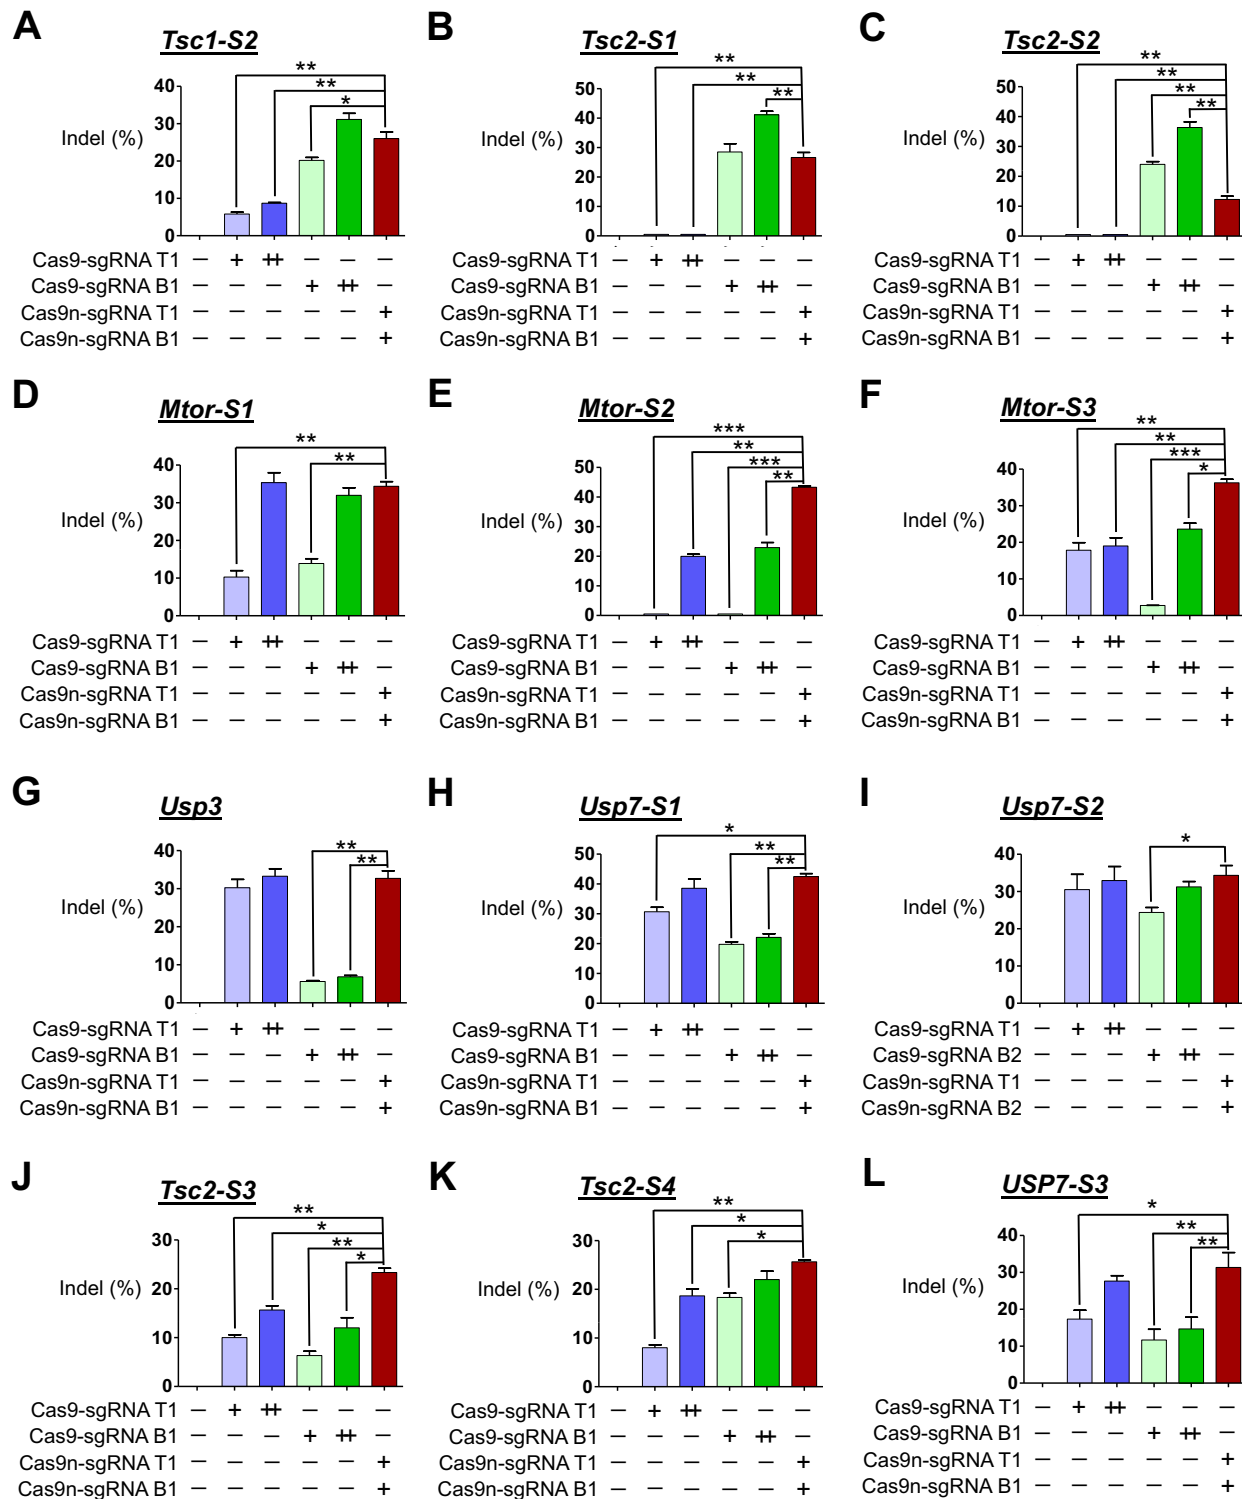 A
Tsc1-S2
**
**
*
40
30
Indel (%)
20
10
0
Cas9-sgRNA T1 — + ++ — — —
Cas9-sgRNA B1 — — — + ++ —
Cas9n-sgRNA T1 — — — — — +
Cas9n-sgRNA B1 — — — — — +
B
Tsc2-S1
**
**
**
50
40
Indel (%)
30
20
10
0
Cas9-sgRNA T1 — + ++ — — —
Cas9-sgRNA B1 — — — + ++ —
Cas9n-sgRNA T1 — — — — — +
Cas9n-sgRNA B1 — — — — — +
C
Tsc2-S2
**
**
**
**
50
40
Indel (%)
30
20
10
0
Cas9-sgRNA T1 — + ++ — — —
Cas9-sgRNA B1 — — — + ++ —
Cas9n-sgRNA T1 — — — — — +
Cas9n-sgRNA B1 — — — — — +
D
Mtor-S1
**
**
40
30
Indel (%)
20
10
0
Cas9-sgRNA T1 — + ++ — — —
Cas9-sgRNA B1 — — — + ++ —
Cas9n-sgRNA T1 — — — — — +
Cas9n-sgRNA B1 — — — — — +
E
Mtor-S2
***
**
***
**
50
40
Indel (%)
30
20
10
0
Cas9-sgRNA T1 — + ++ — — —
Cas9-sgRNA B1 — — — + ++ —
Cas9n-sgRNA T1 — — — — — +
Cas9n-sgRNA B1 — — — — — +
F
Mtor-S3
**
**
***
*
40
30
Indel (%)
20
10
0
Cas9-sgRNA T1 — + ++ — — —
Cas9-sgRNA B1 — — — + ++ —
Cas9n-sgRNA T1 — — — — — +
Cas9n-sgRNA B1 — — — — — +
G
Usp3
**
**
40
30
Indel (%)
20
10
0
Cas9-sgRNA T1 — + ++ — — —
Cas9-sgRNA B1 — — — + ++ —
Cas9n-sgRNA T1 — — — — — +
Cas9n-sgRNA B1 — — — — — +
H
Usp7-S1
*
**
**
50
40
Indel (%)
30
20
10
0
Cas9-sgRNA T1 — + ++ — — —
Cas9-sgRNA B1 — — — + ++ —
Cas9n-sgRNA T1 — — — — — +
Cas9n-sgRNA B1 — — — — — +
I
Usp7-S2
*
40
30
Indel (%)
20
10
0
Cas9-sgRNA T1 — + ++ — — —
Cas9-sgRNA B2 — — — + ++ —
Cas9n-sgRNA T1 — — — — — +
Cas9n-sgRNA B2 — — — — — +
J
Tsc2-S3
**
*
**
*
30
Indel (%)
20
10
0
Cas9-sgRNA T1 — + ++ — — —
Cas9-sgRNA B1 — — — + ++ —
Cas9n-sgRNA T1 — — — — — +
Cas9n-sgRNA B1 — — — — — +
K
Tsc2-S4
**
*
*
30
Indel (%)
20
10
0
Cas9-sgRNA T1 — + ++ — — —
Cas9-sgRNA B1 — — — + ++ —
Cas9n-sgRNA T1 — — — — — +
Cas9n-sgRNA B1 — — — — — +
L
USP7-S3
*
**
**
40
30
Indel (%)
20
10
0
Cas9-sgRNA T1 — + ++ — — —
Cas9-sgRNA B1 — — — + ++ —
Cas9n-sgRNA T1 — — — — — +
Cas9n-sgRNA B1 — — — — — +